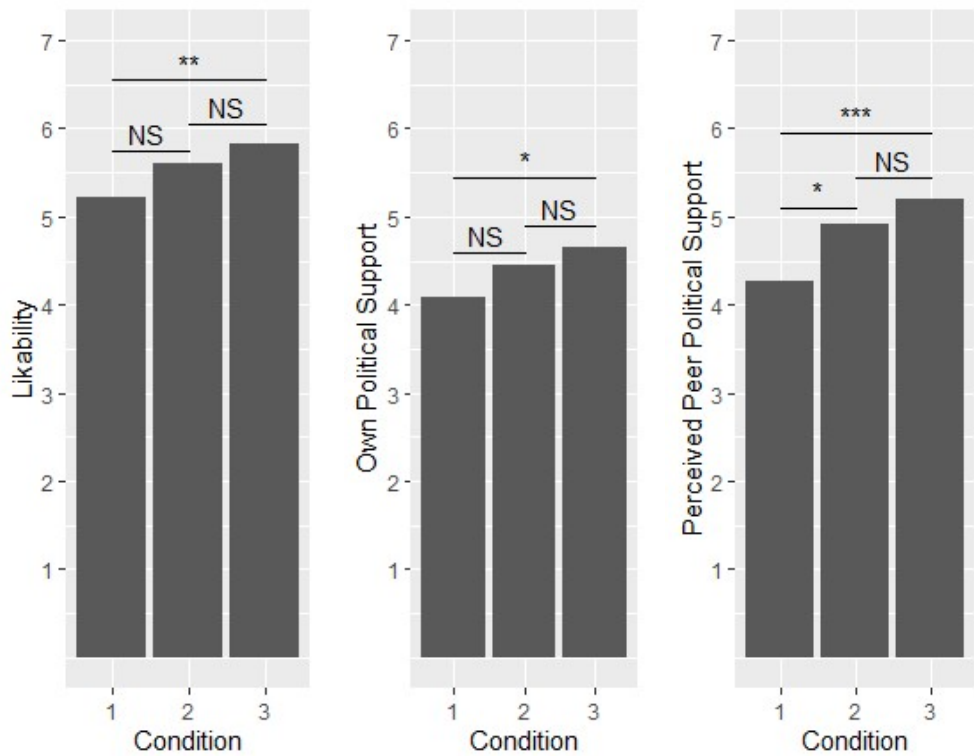 Likability
7
6
5
4
3
2
1
**
NS
NS
1 2 3
Condition
Own Political Support
7
6
5
4
3
2
1
*
NS
NS
1 2 3
Condition
Perceived Peer Political Support
7
6
5
4
3
2
1
***
NS
*
1 2 3
Condition